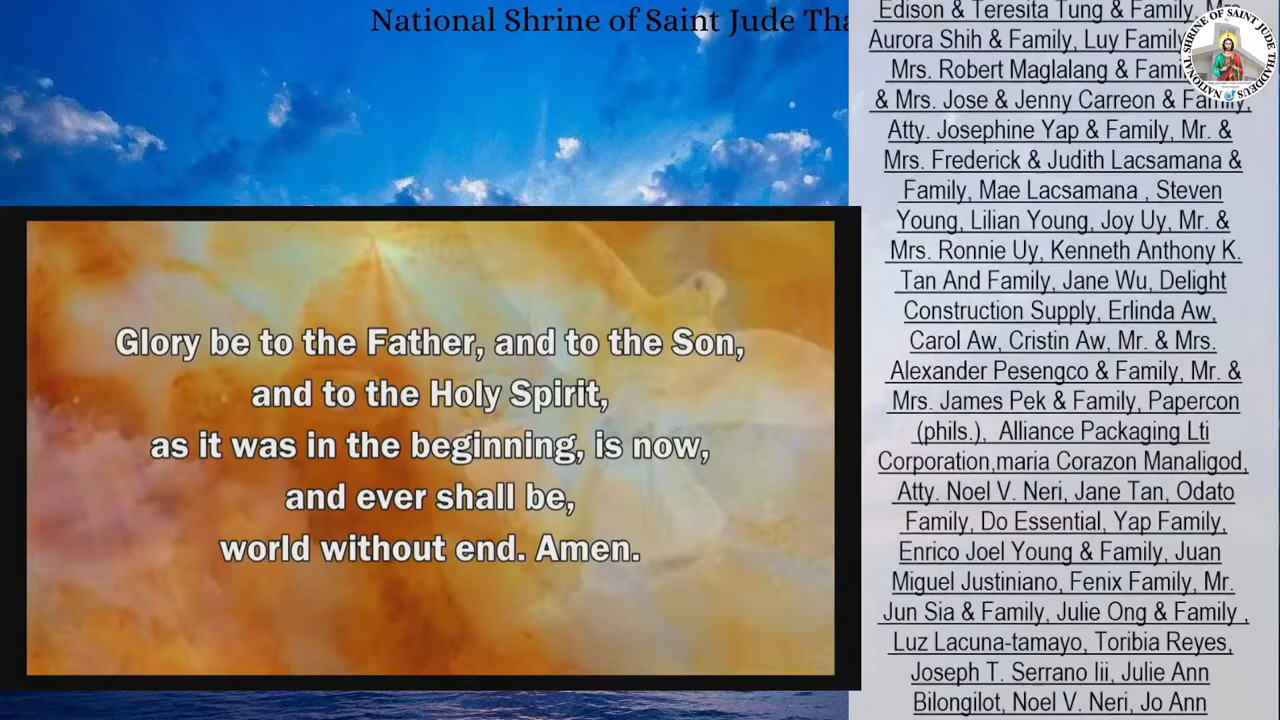 National Shrine of Saint Jude Tha
Glory be to the Father, and to the Son,
and to the Holy Spirit,
as it was in the beginning, is now,
and ever shall be,
world without end. Amen.
Edison & Teresita Tung & Family,
Aurora Shih & Family, Luy Family
Mrs. Robert Maglalang &
& Mrs. Jose & Jenny Carreon & Family,
Atty. Josephine Yap & Family, Mr. &
Mrs. Frederick & Judith Lacsamana &
Family, Mae Lacsamana , Steven
Young, Lilian Young, Joy Uy, Mr. &
Mrs. Ronnie Uy, Kenneth Anthony K.
Tan And Family, Jane Wu, Delight
Construction Supply, Erlinda Aw,
Carol Aw, Cristin Aw, Mr. & Mrs.
Alexander Pesengco & Family, Mr. &
Mrs. James Pek & Family, Papercon
(phils.), Alliance Packaging Lti
Corporation,maria Corazon Manaligod,
Atty. Noel V. Neri, Jane Tan, Odato
Family, Do Essential, Yap Family,
Enrico Joel Young & Family, Juan
Miguel Justiniano, Fenix Family, Mr.
Jun Sia & Family, Julie Ong & Family ,
Luz Lacuna-tamayo, Toribia Reyes,
Joseph T. Serrano Iii, Julie Ann
Bilongilot, Noel V. Neri, Jo Ann
NATIONAL SHRINE OF SAINT JUDE THADDEUS